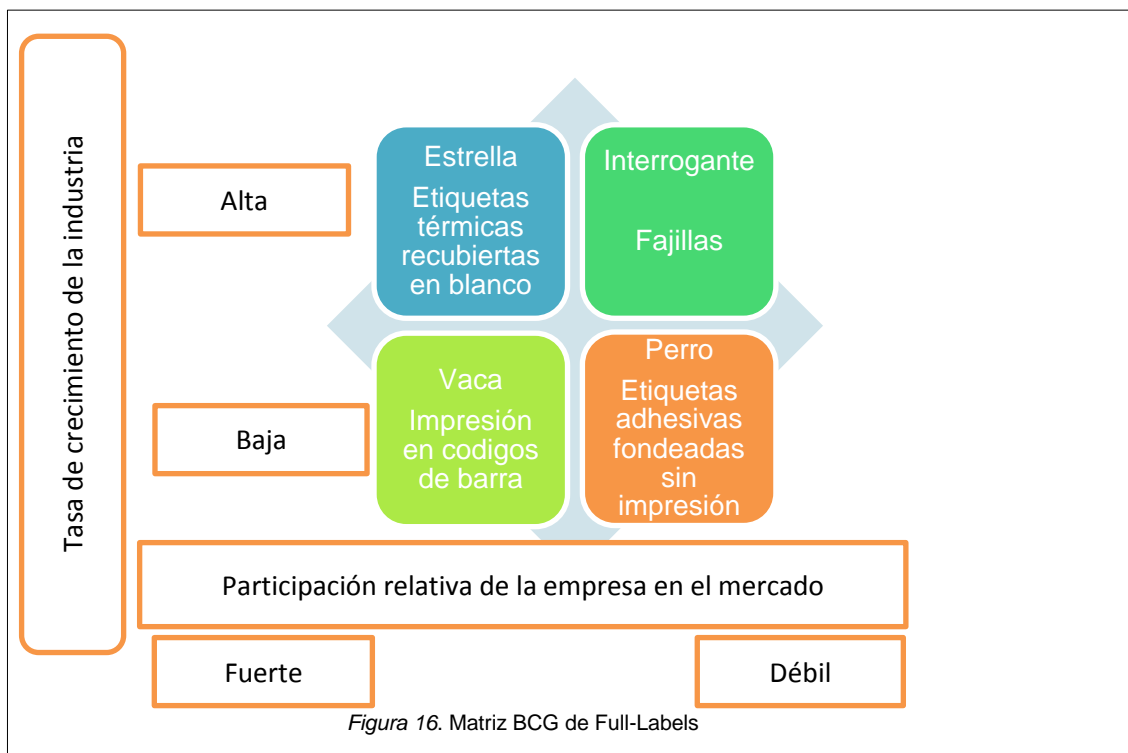 Tasa de crecimiento de la industria
Alta
Estrella
Etiquetas
térmicas
recubiertas
en blanco
Interrogante
Fajillas
Baja
Vaca
Impresión
en codigos
de barra
Perro
Etiquetas
adhesivas
fondeadas
sin
impresión
Participación relativa de la empresa en el mercado
Fuerte
Débil
Figura 16. Matriz BCG de Full-Labels